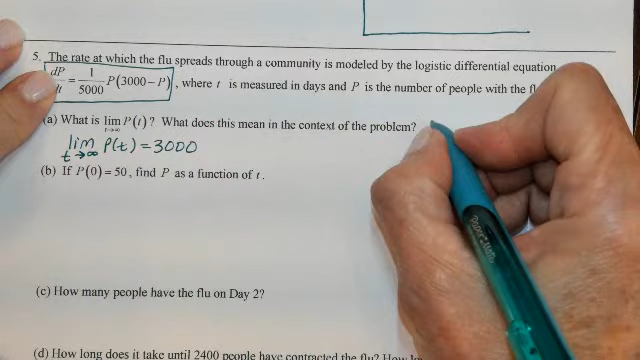 5. The rate at which the flu spreads through a community is modeled by the logistic differential equation
dP/dt = 1/5000 P(3000 − P), where t is measured in days and P is the number of people with the
(a) What is lim t→∞ P(t)? What does this mean in the context of the problem?
lim t→∞ P(t) = 3000
(b) If P(0) = 50, find P as a function of t.
(c) How many people have the flu on Day 2?
(d) How long does it take until 2400 people have contracted the flu? How